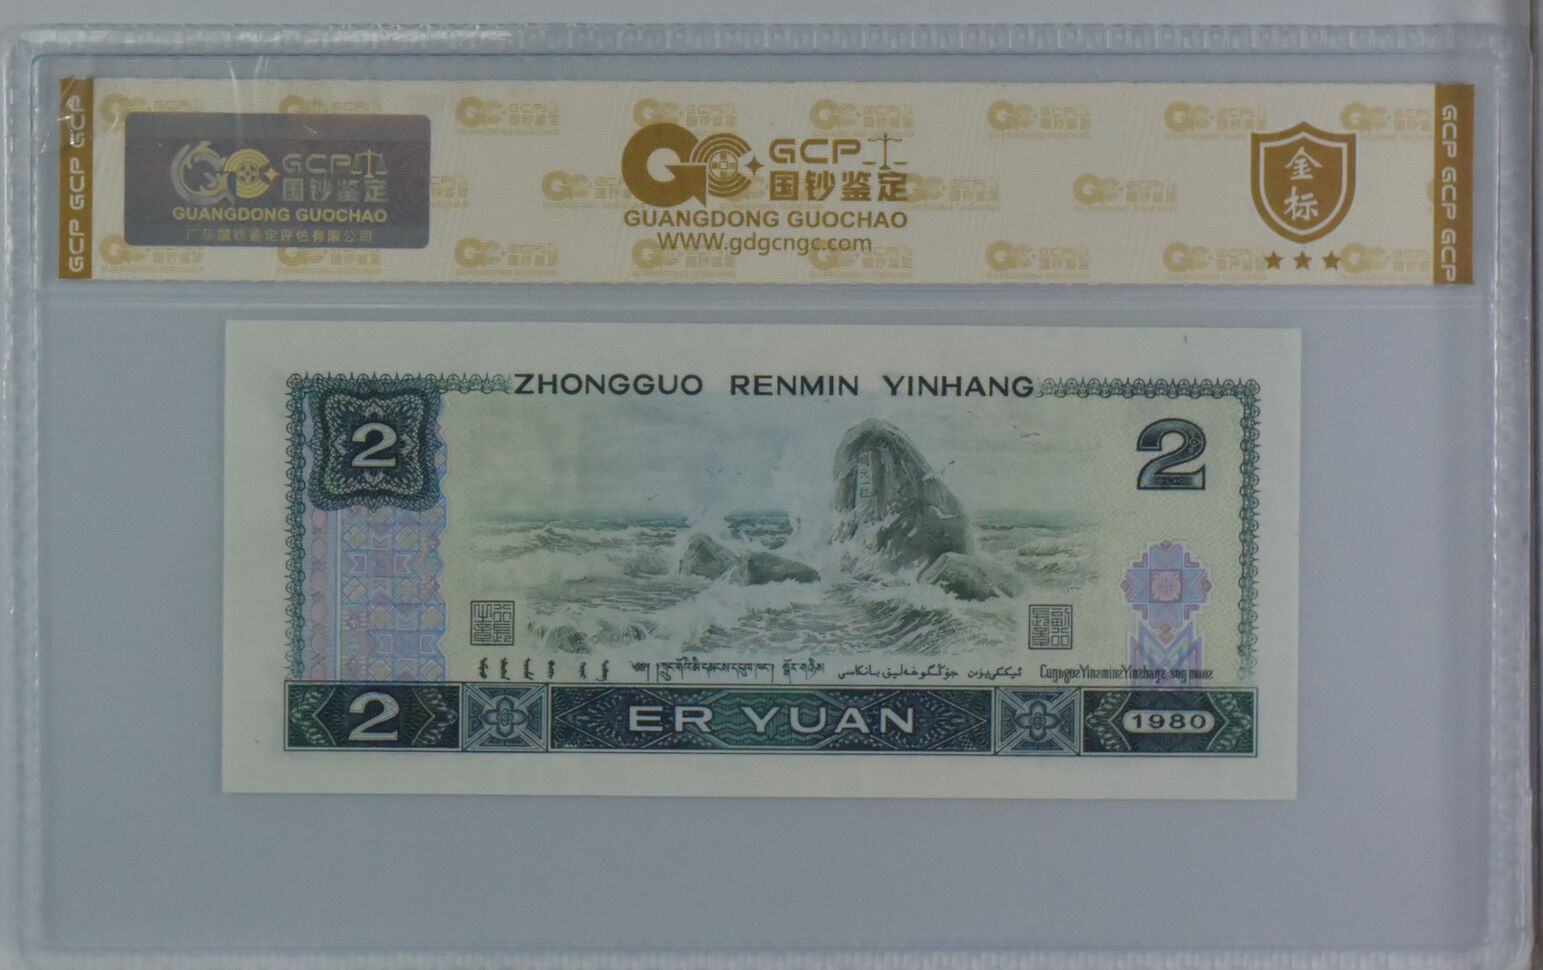 GCP GCP GCP
GCP
国钞鉴定
GUANGDONG GUOCHAO
广东国钞鉴定评估有限公司
GCP
国钞鉴定
GUANGDONG GUOCHAO
WWW.gdgcngc.com
金标
GCP GCP GCP
ZHONGGUO RENMIN YINHANG
2
2
2
ER YUAN
1980